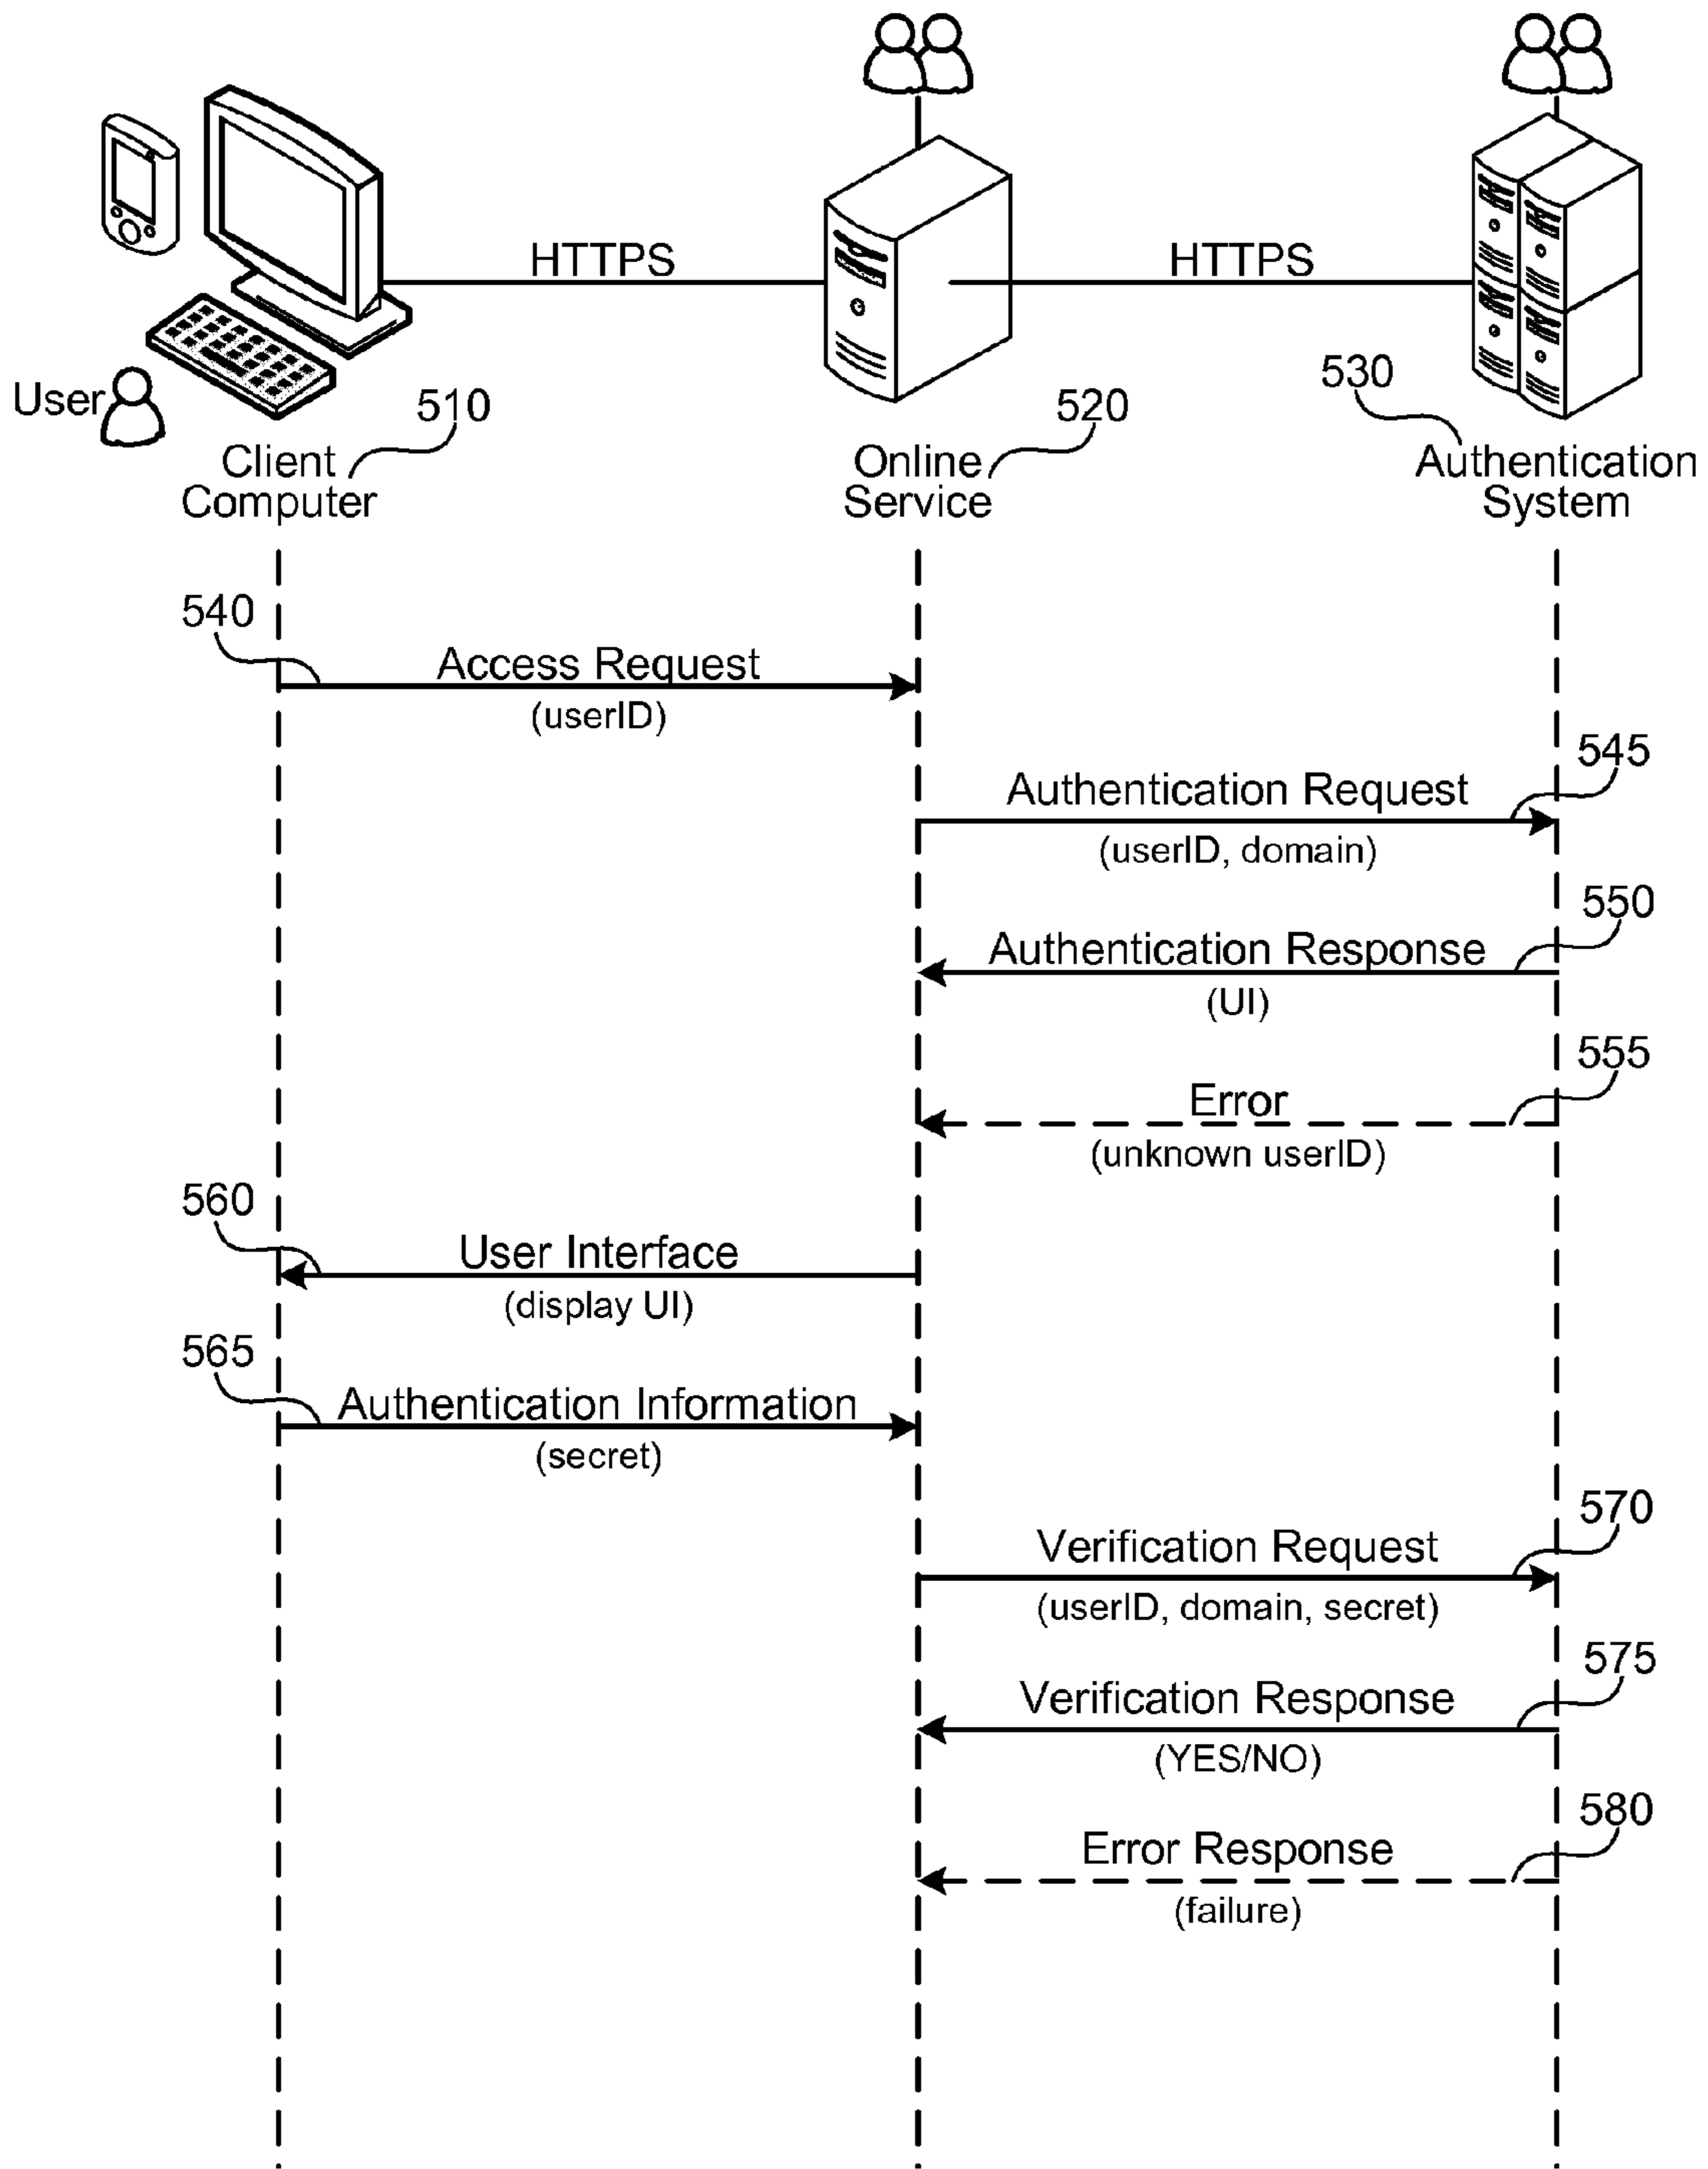 HTTPS
HTTPS
User
510
520
530
Client
Computer
Online
Service
Authentication
System
540
Access Request
(userID)
545
Authentication Request
(userID, domain)
550
Authentication Response
(UI)
555
Error
(unknown userID)
560
User Interface
(display UI)
565
Authentication Information
(secret)
570
Verification Request
(userID, domain, secret)
575
Verification Response
(YES/NO)
580
Error Response
(failure)